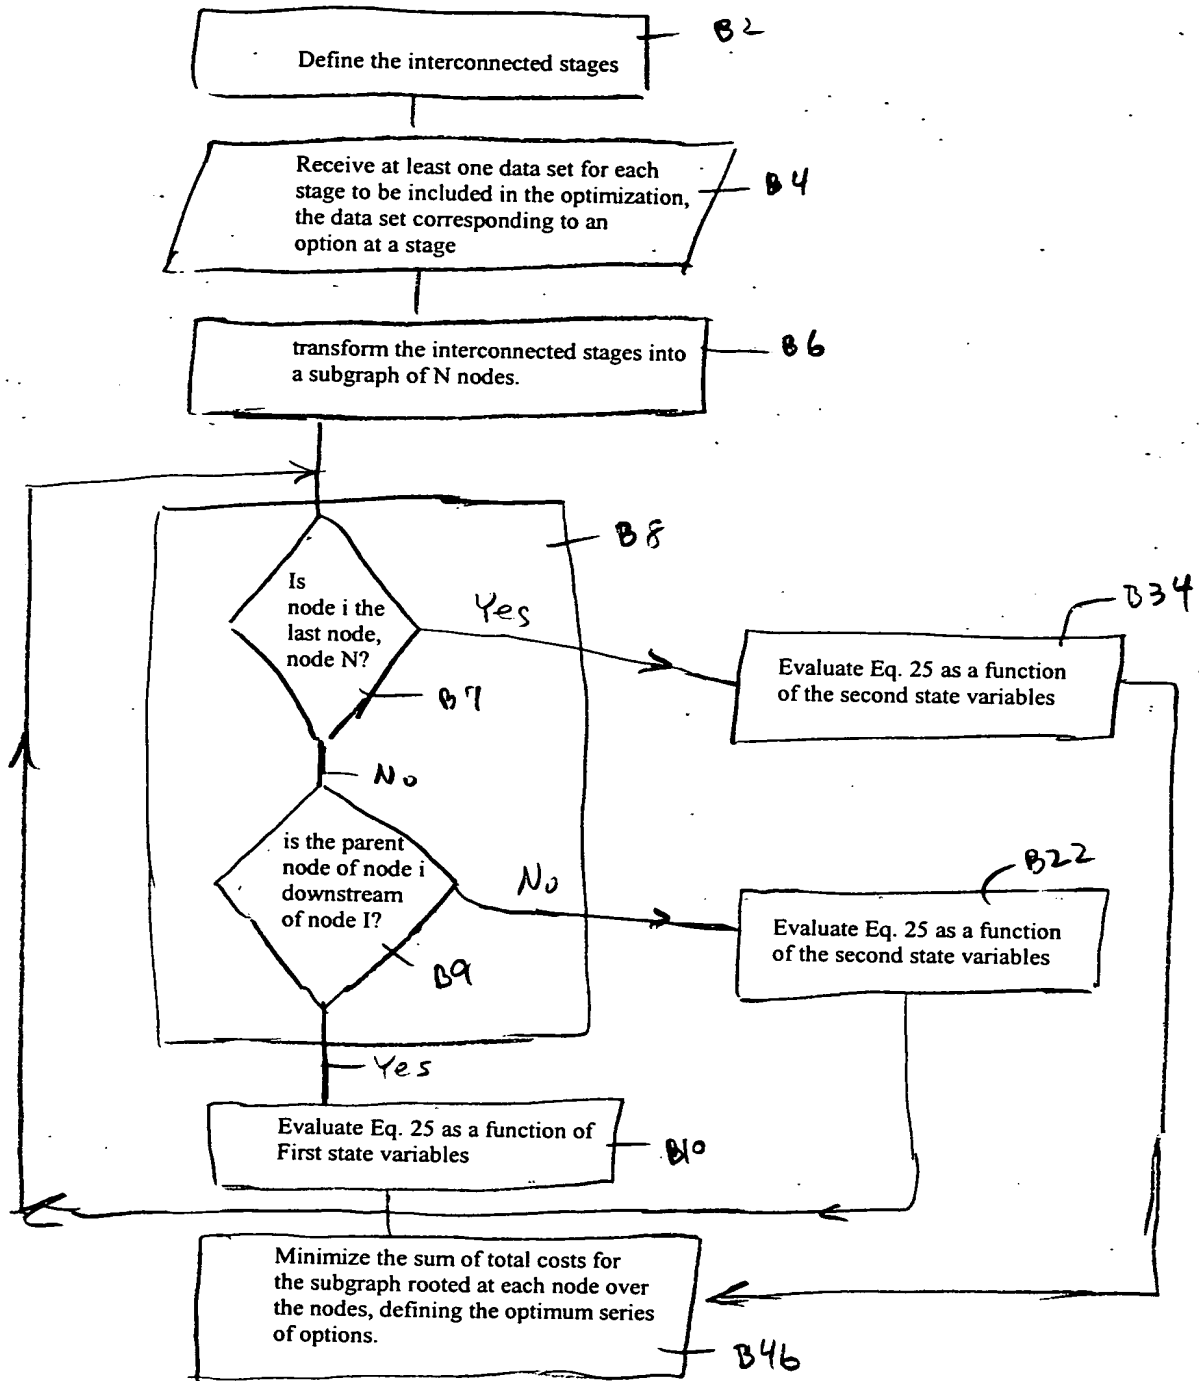 B2
Define the interconnected stages
Receive at least one data set for each
stage to be included in the optimization,
the data set corresponding to an
option at a stage
B4
transform the interconnected stages into
a subgraph of N nodes.
B6
B8
Is
node i the
last node,
node N?
Yes
B7
B34
Evaluate Eq. 25 as a function
of the second state variables
No
is the parent
node of node i
downstream
of node I?
No
B9
B22
Evaluate Eq. 25 as a function
of the second state variables
Yes
Evaluate Eq. 25 as a function of
First state variables
B10
Minimize the sum of total costs for
the subgraph rooted at each node over
the nodes, defining the optimum series
of options.
B46